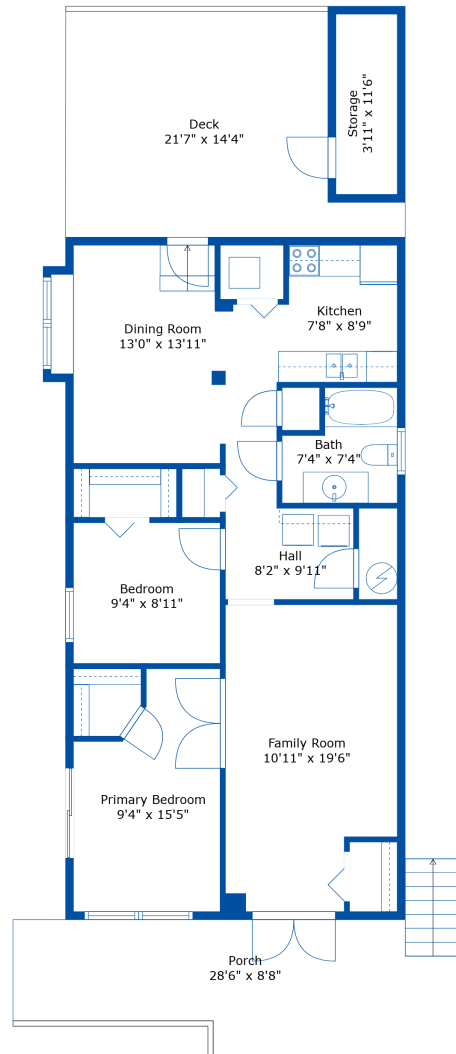 Deck
21'7" x 14'4"
Storage
3'11" x 11'6"
Kitchen
7'8" x 8'9"
Dining Room
13'0" x 13'11"
Bath
7'4" x 7'4"
Hall
8'2" x 9'11"
Bedroom
9'4" x 8'11"
Family Room
10'11" x 19'6"
Primary Bedroom
9'4" x 15'5"
Porch
28'6" x 8'8"